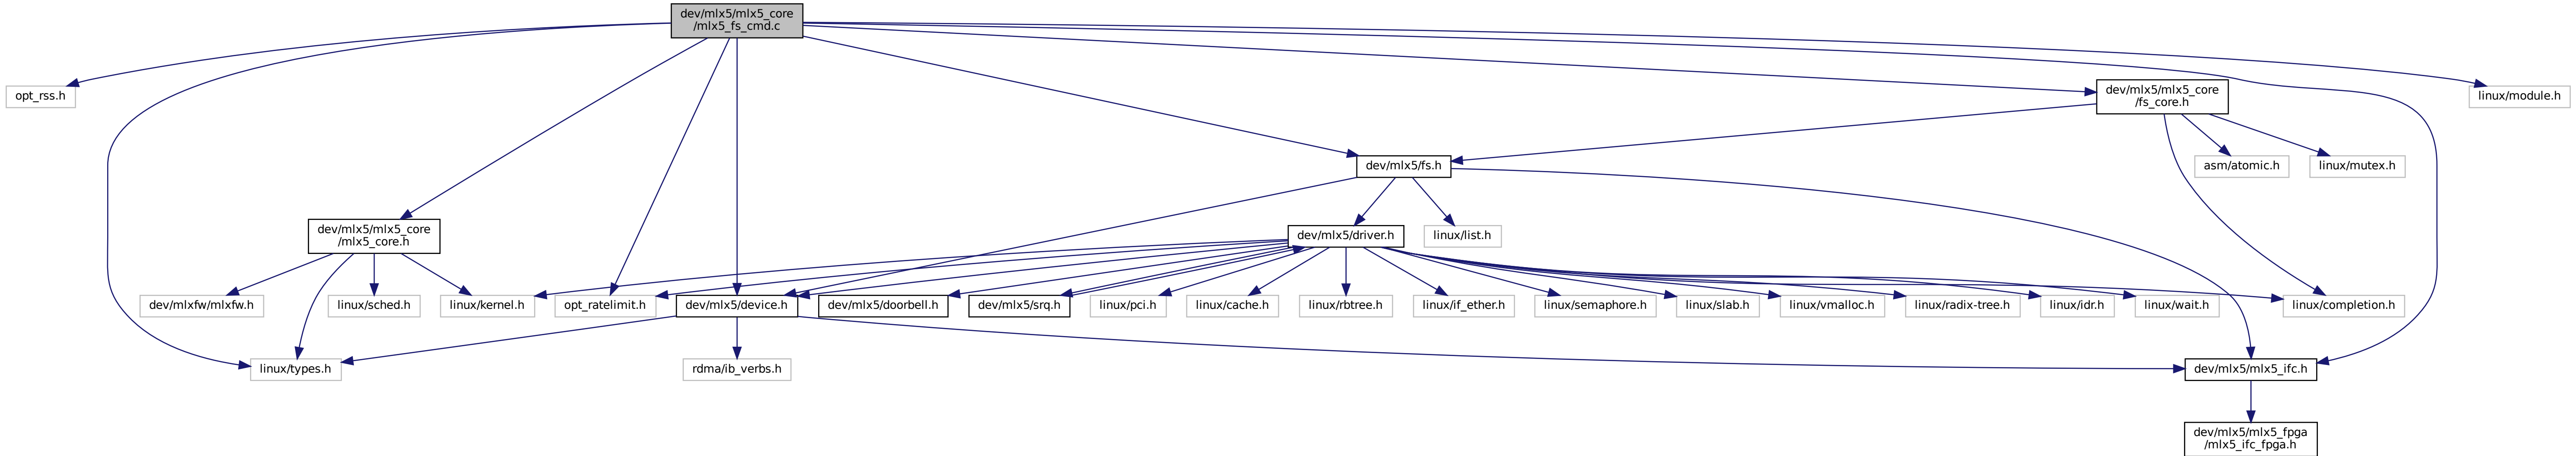 dev/mlx5/mlx5_core
/mlx5_fs_cmd.c
opt_rss.h
dev/mlx5/mlx5_core
/fs_core.h
linux/module.h
dev/mlx5/fs.h
asm/atomic.h
linux/mutex.h
dev/mlx5/mlx5_core
/mlx5_core.h
dev/mlx5/driver.h
linux/list.h
dev/mlxfw/mlxfw.h
linux/sched.h
linux/kernel.h
opt_ratelimit.h
dev/mlx5/device.h
dev/mlx5/doorbell.h
dev/mlx5/srq.h
linux/pci.h
linux/cache.h
linux/rbtree.h
linux/if_ether.h
linux/semaphore.h
linux/slab.h
linux/vmalloc.h
linux/radix-tree.h
linux/idr.h
linux/wait.h
linux/completion.h
linux/types.h
rdma/ib_verbs.h
dev/mlx5/mlx5_ifc.h
dev/mlx5/mlx5_fpga
/mlx5_ifc_fpga.h